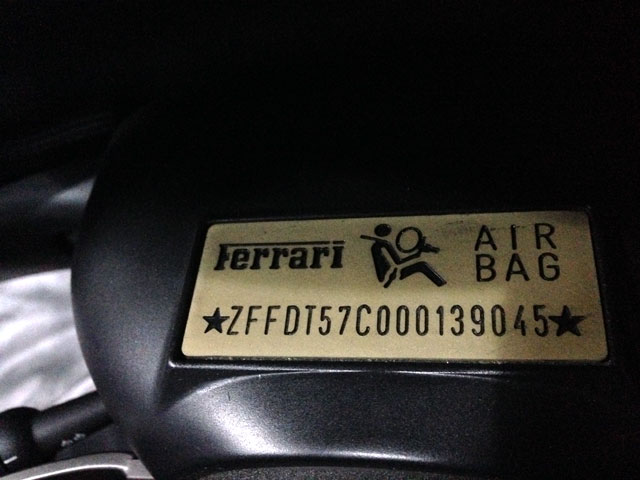 Ferrari AIR BAG
★ZFFDT57C000139045★